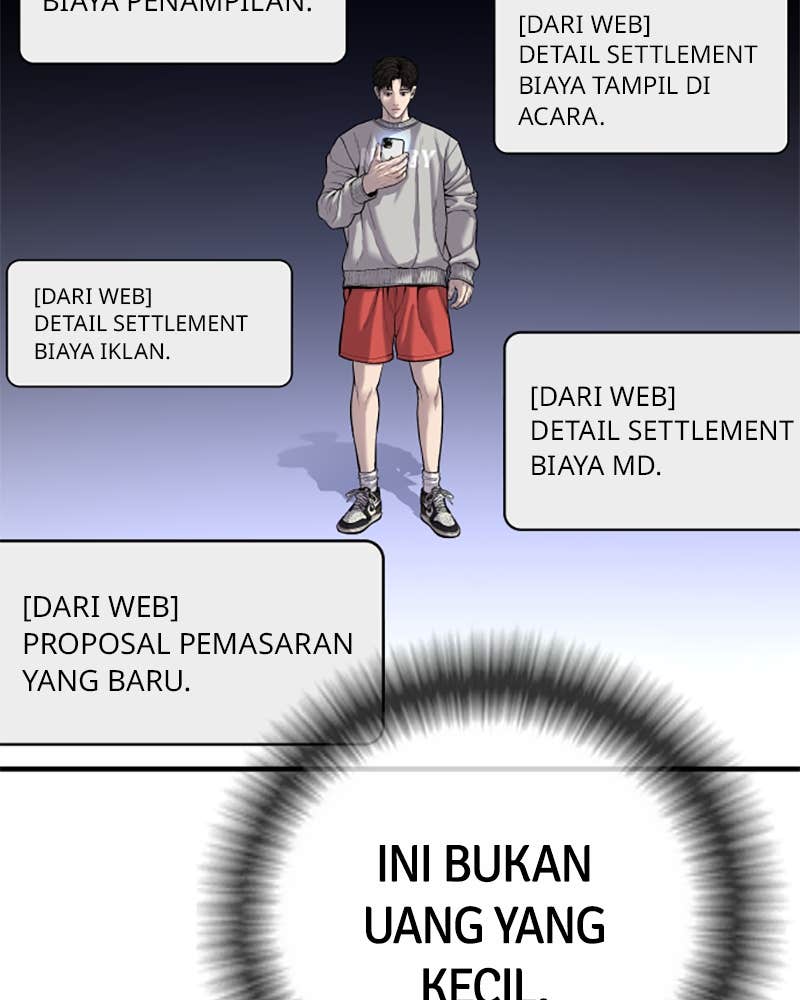 BIAYA PENAMPILAN.
[DARI WEB]
DETAIL SETTLEMENT
BIAYA TAMPIL DI
ACARA.
[DARI WEB]
DETAIL SETTLEMENT
BIAYA IKLAN.
[DARI WEB]
DETAIL SETTLEMENT
BIAYA MD.
[DARI WEB]
PROPOSAL PEMASARAN
YANG BARU.
INI BUKAN
UANG YANG
KECIL.